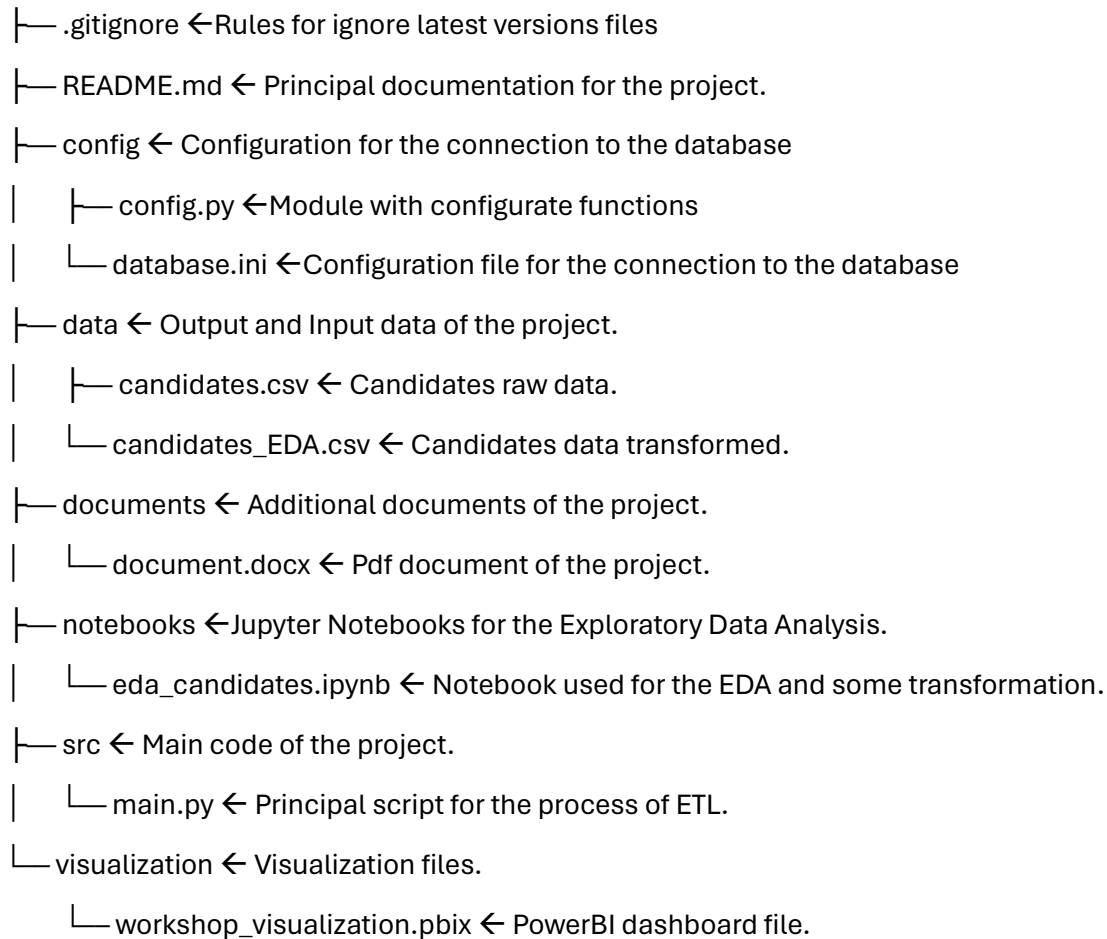 ├── .gitignore ←Rules for ignore latest versions files
├── README.md ← Principal documentation for the project.
├── config ← Configuration for the connection to the database
│ ├── config.py ←Module with configurate functions
│ └── database.ini ←Configuration file for the connection to the database
├── data ← Output and Input data of the project.
│ ├── candidates.csv ← Candidates raw data.
│ └── candidates_EDA.csv ← Candidates data transformed.
├── documents ← Additional documents of the project.
│ └── document.docx ← Pdf document of the project.
├── notebooks ←Jupyter Notebooks for the Exploratory Data Analysis.
│ └── eda_candidates.ipynb ← Notebook used for the EDA and some transformation.
├── src ← Main code of the project.
│ └── main.py ← Principal script for the process of ETL.
└── visualization ← Visualization files.
└── workshop_visualization.pbix ← PowerBI dashboard file.